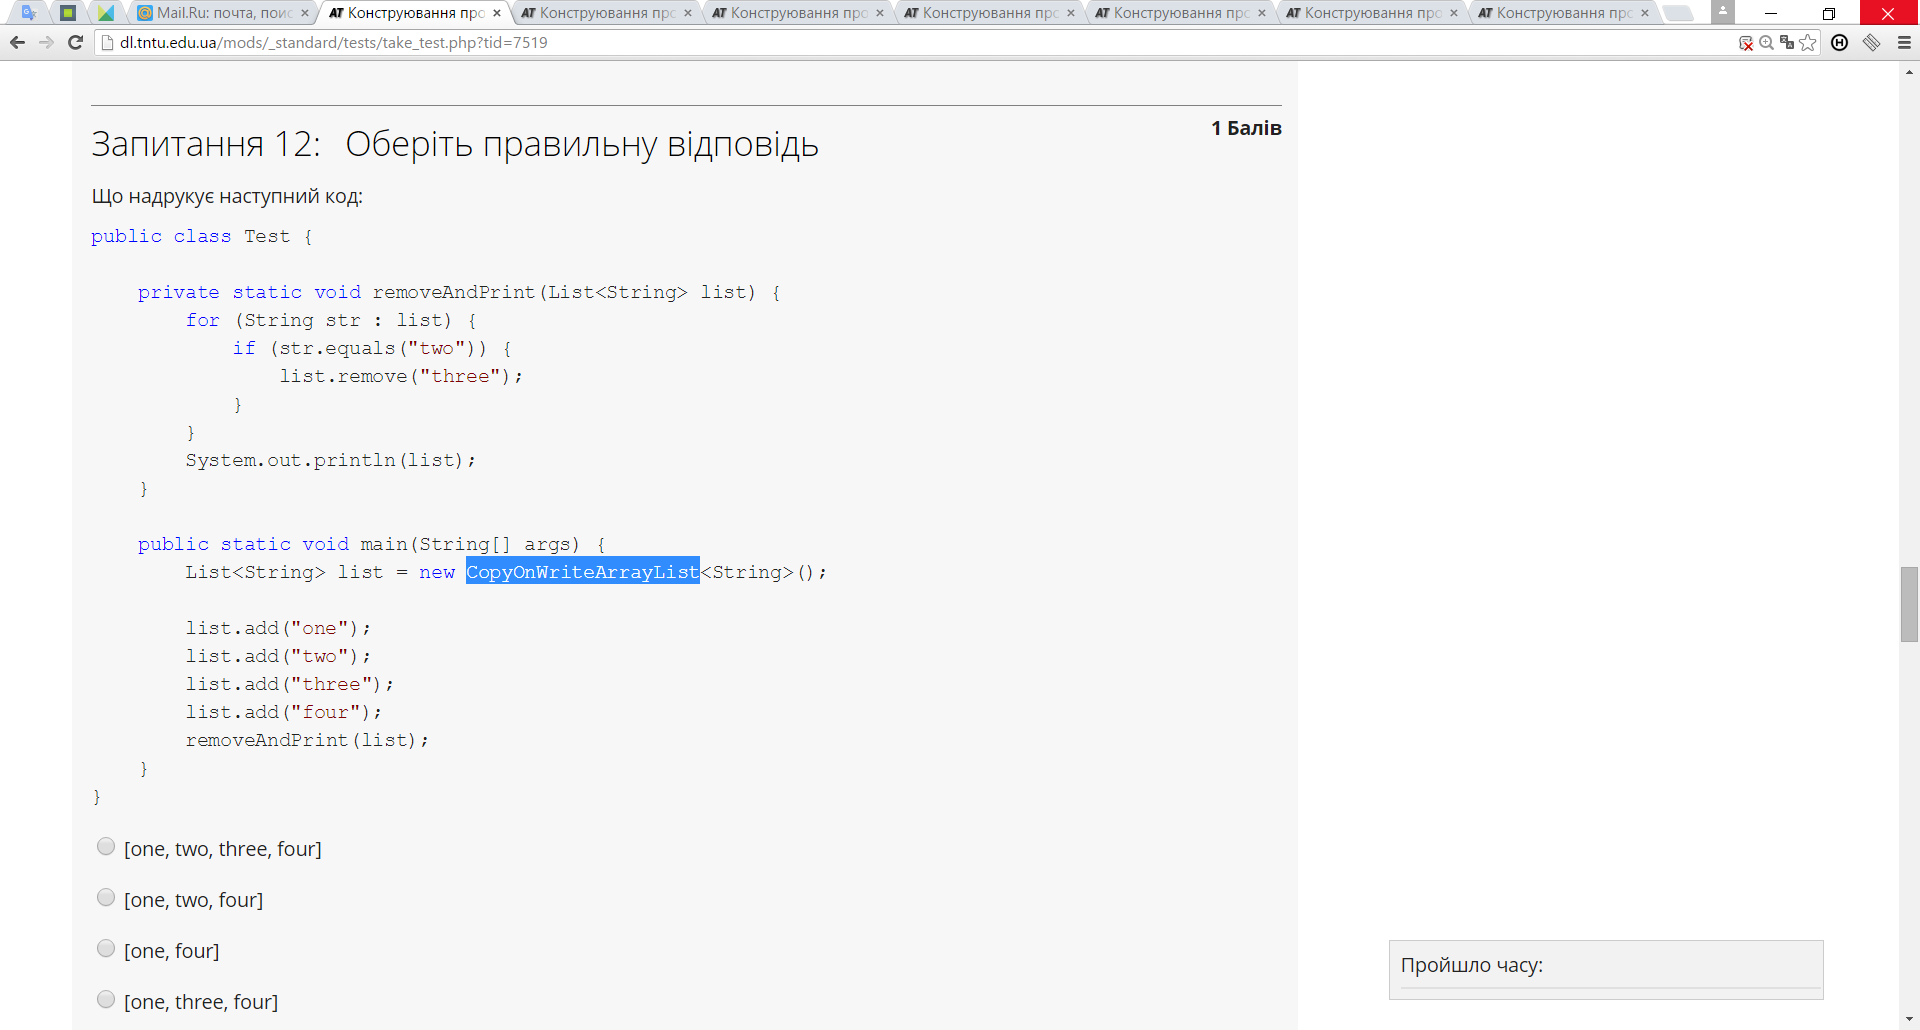 Mail.Ru: почта, поис
Конструювання про
Конструювання про
Конструювання про
Конструювання про
Конструювання про
Конструювання про
Конструювання про
dl.tntu.edu.ua/mods/_standard/tests/take_test.php?tid=7519
Запитання 12: Оберіть правильну відповідь
1 Балів
Що надрукує наступний код:
public class Test {
private static void removeAndPrint(List<String> list) {
for (String str : list) {
if (str.equals("two")) {
list.remove("three");
}
}
System.out.println(list);
}
public static void main(String[] args) {
List<String> list = new CopyOnWriteArrayList<String>();
list.add("one");
list.add("two");
list.add("three");
list.add("four");
removeAndPrint(list);
}
}
[one, two, three, four]
[one, two, four]
[one, four]
[one, three, four]
Пройшло часу: